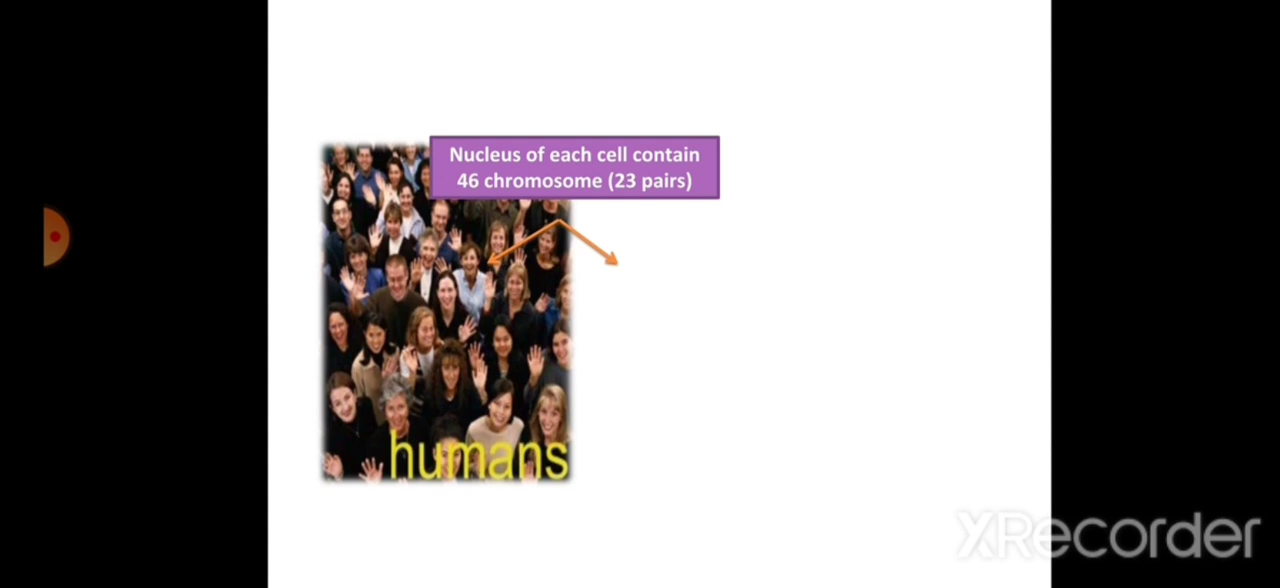 Nucleus of each cell contain
46 chromosome (23 pairs)
humans
XRecorder